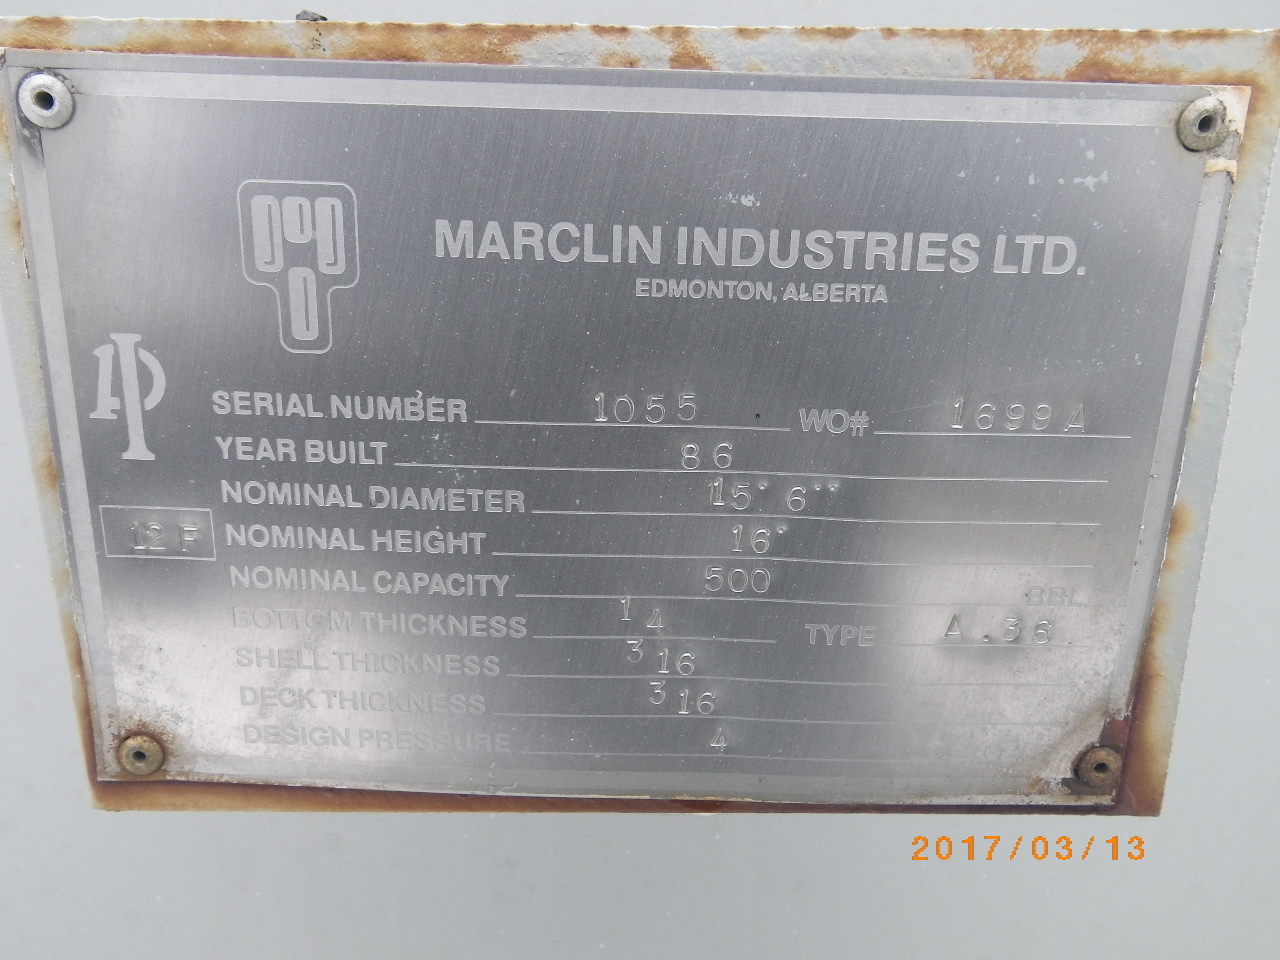 MARCLIN INDUSTRIES LTD.
EDMONTON, ALBERTA
API
SERIAL NUMBER 1055 WO# 1699A
YEAR BUILT 86
NOMINAL DIAMETER 15' 6''
12 F
NOMINAL HEIGHT 16'
NOMINAL CAPACITY 500 BBL
BOTTOM THICKNESS 1 4 TYPE A.36
SHELL THICKNESS 3 16
DECK THICKNESS 3 16
DESIGN PRESSURE 4
2017/03/13